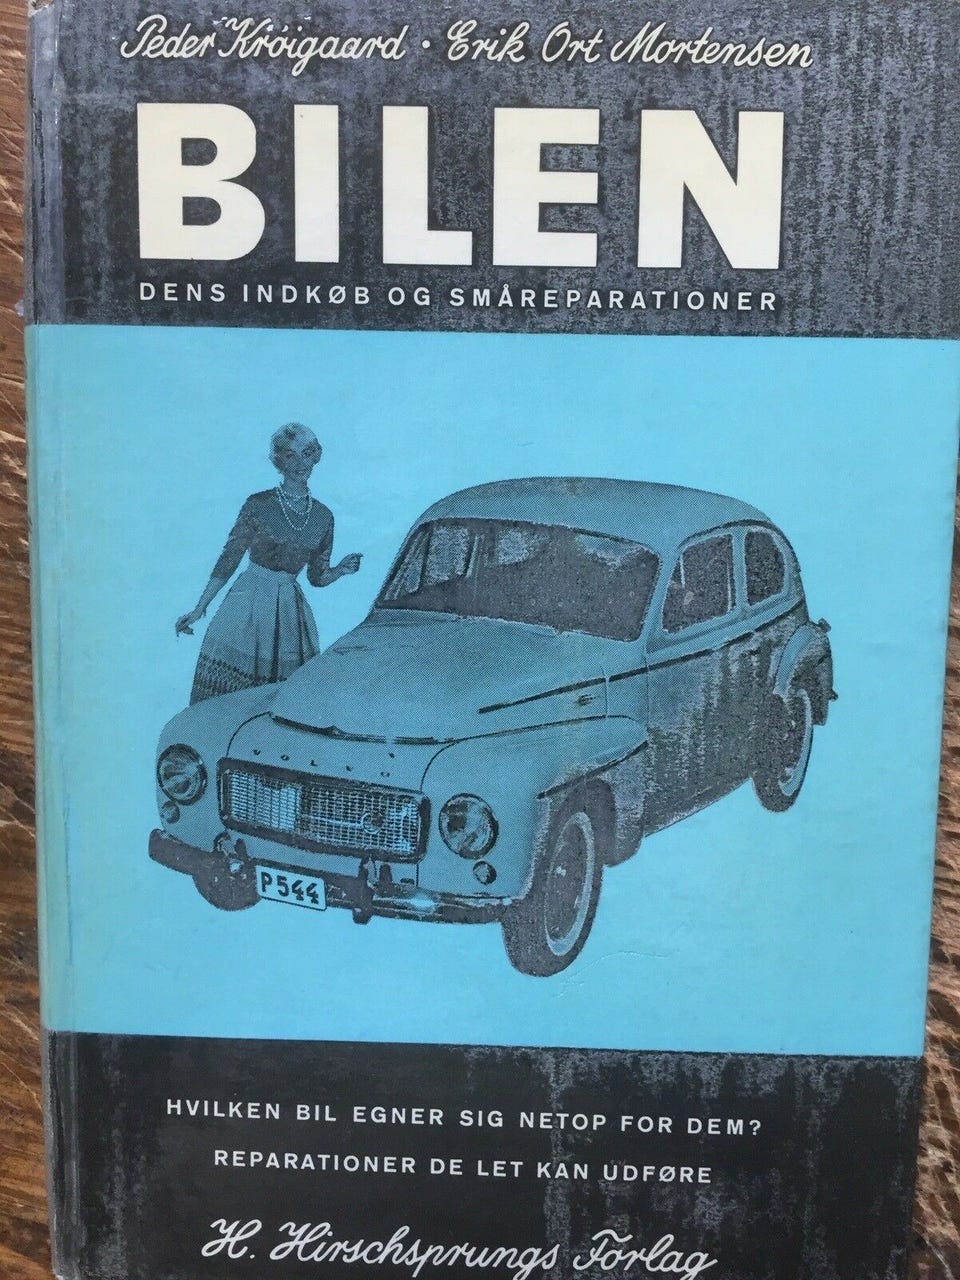 Peder Krøigaard · Erik Ort Mortensen
BILEN
DENS INDKØB OG SMÅREPARATIONER
VOLVO
P544
HVILKEN BIL EGNER SIG NETOP FOR DEM?
REPARATIONER DE LET KAN UDFØRE
H. Hirschsprungs Forlag